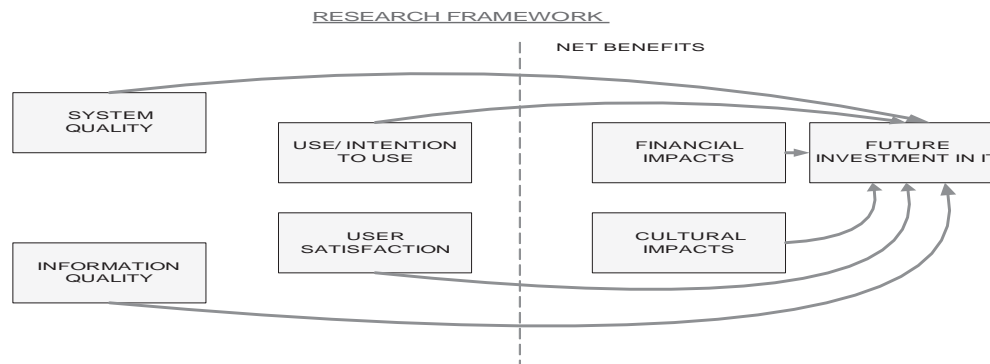 RESEARCH FRAMEWORK
NET BENEFITS
SYSTEM
QUALITY
USE/ INTENTION
TO USE
FINANCIAL
IMPACTS
FUTURE
INVESTMENT IN IT
USER
SATISFACTION
CULTURAL
IMPACTS
INFORMATION
QUALITY